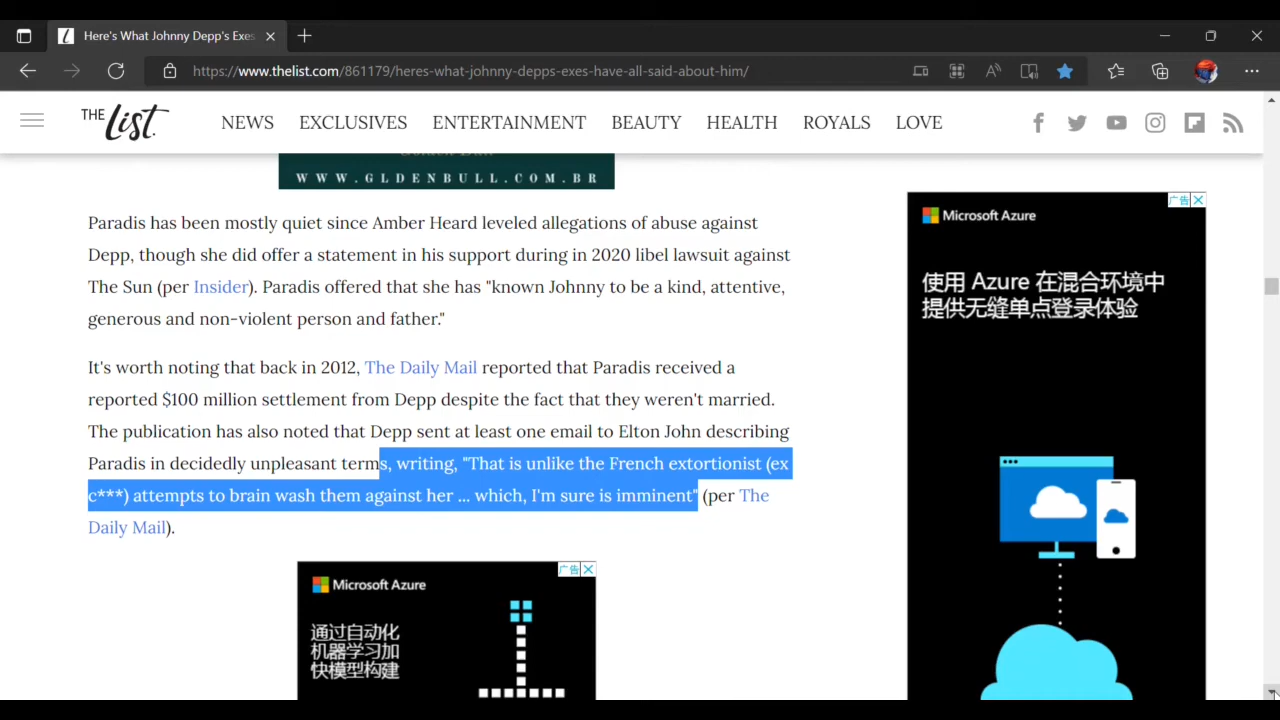 Here's What Johnny Depp's Exes
https://www.thelist.com/861179/heres-what-johnny-depps-exes-have-all-said-about-him/
THE List.
NEWS EXCLUSIVES ENTERTAINMENT BEAUTY HEALTH ROYALS LOVE
WWW.GLDENBULL.COM.BR
Paradis has been mostly quiet since Amber Heard leveled allegations of abuse against
Depp, though she did offer a statement in his support during in 2020 libel lawsuit against
The Sun (per Insider). Paradis offered that she has "known Johnny to be a kind, attentive,
generous and non-violent person and father."
It's worth noting that back in 2012, The Daily Mail reported that Paradis received a
reported $100 million settlement from Depp despite the fact that they weren't married.
The publication has also noted that Depp sent at least one email to Elton John describing
Paradis in decidedly unpleasant terms, writing, "That is unlike the French extortionist (ex
c***) attempts to brain wash them against her ... which, I'm sure is imminent" (per The
Daily Mail).
广告
Microsoft Azure
通过自动化
机器学习加
快模型构建
广告
Microsoft Azure
使用 Azure 在混合环境中
提供无缝单点登录体验